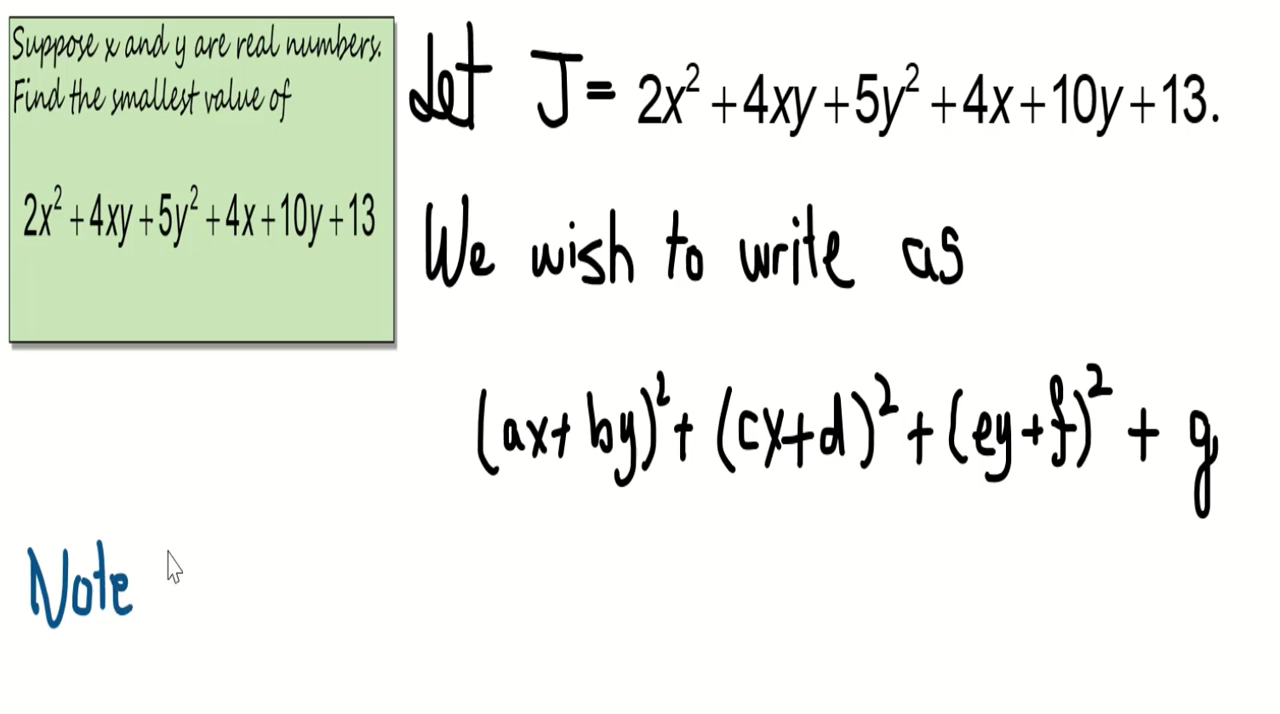 Suppose x and y are real numbers.
Find the smallest value of
2x² + 4xy + 5y² + 4x + 10y + 13
Let J = 2x² + 4xy + 5y² + 4x + 10y + 13.
We wish to write as
(ax + by)² + (cx + d)² + (ey + f)² + g
Note